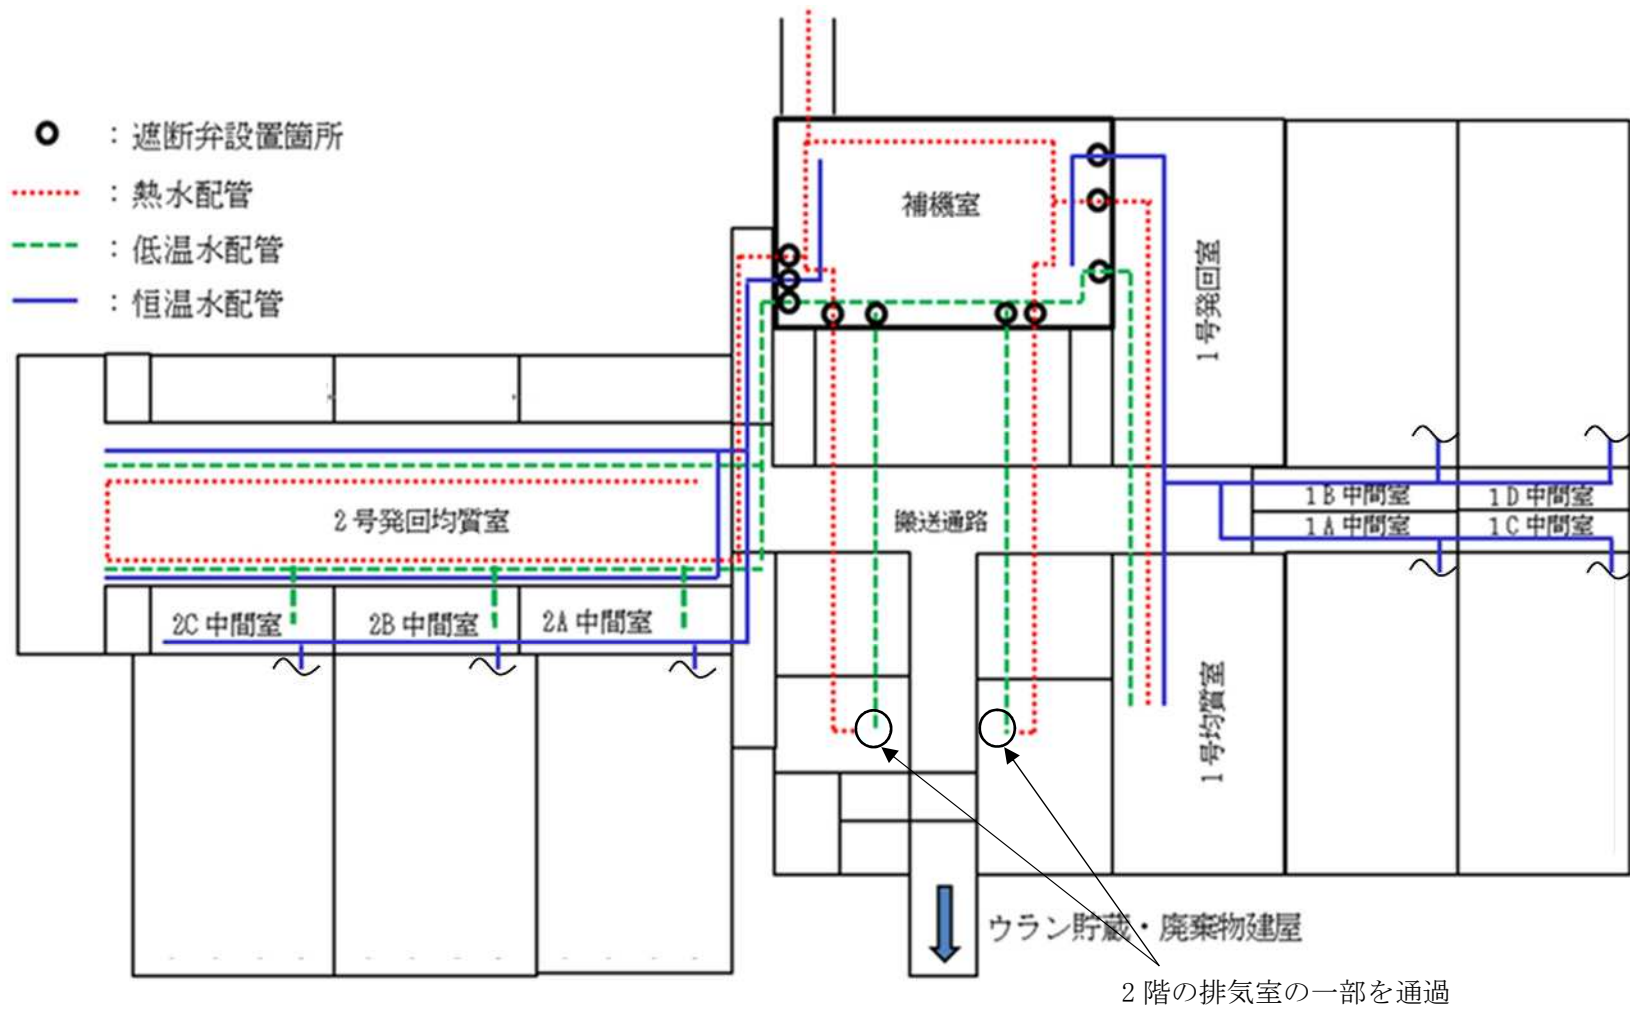 ：遮断弁設置箇所
：熱水配管
：低温水配管
：恒温水配管
補機室
1号発回室
2号発回均質室
搬送通路
1B中間室
1D中間室
1A中間室
1C中間室
2C中間室
2B中間室
2A中間室
1号均質室
ウラン貯蔵・廃棄物建屋
2階の排気室の一部を通過